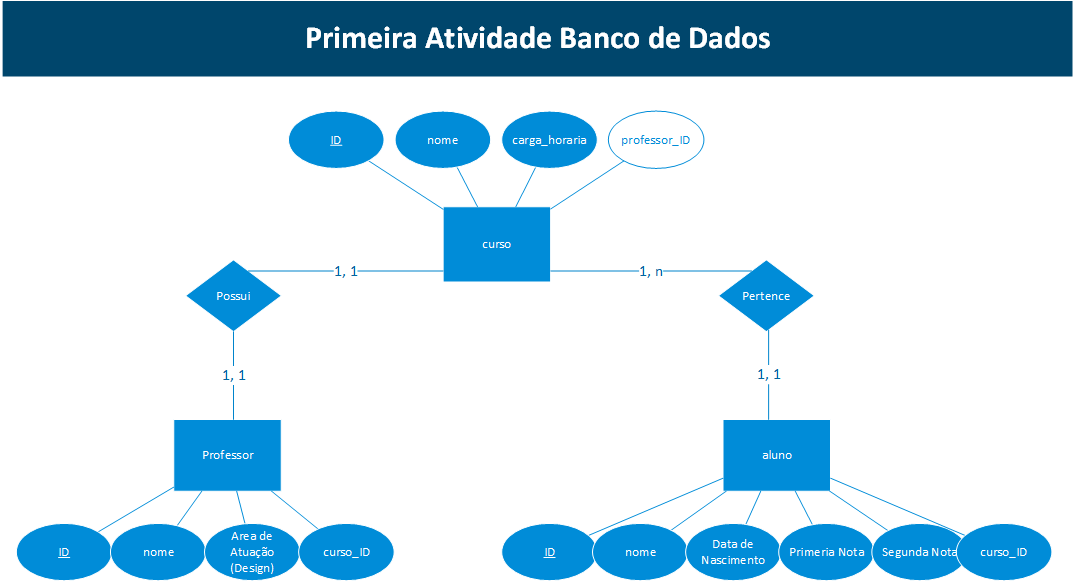 Primeira Atividade Banco de Dados
ID
nome
carga_horaria
professor_ID
curso
1, 1
1, n
Possui
Pertence
1, 1
1, 1
Professor
aluno
ID
nome
Area de
Atuação
(Design)
curso_ID
ID
nome
Data de
Nascimento
Primeria Nota
Segunda Nota
curso_ID